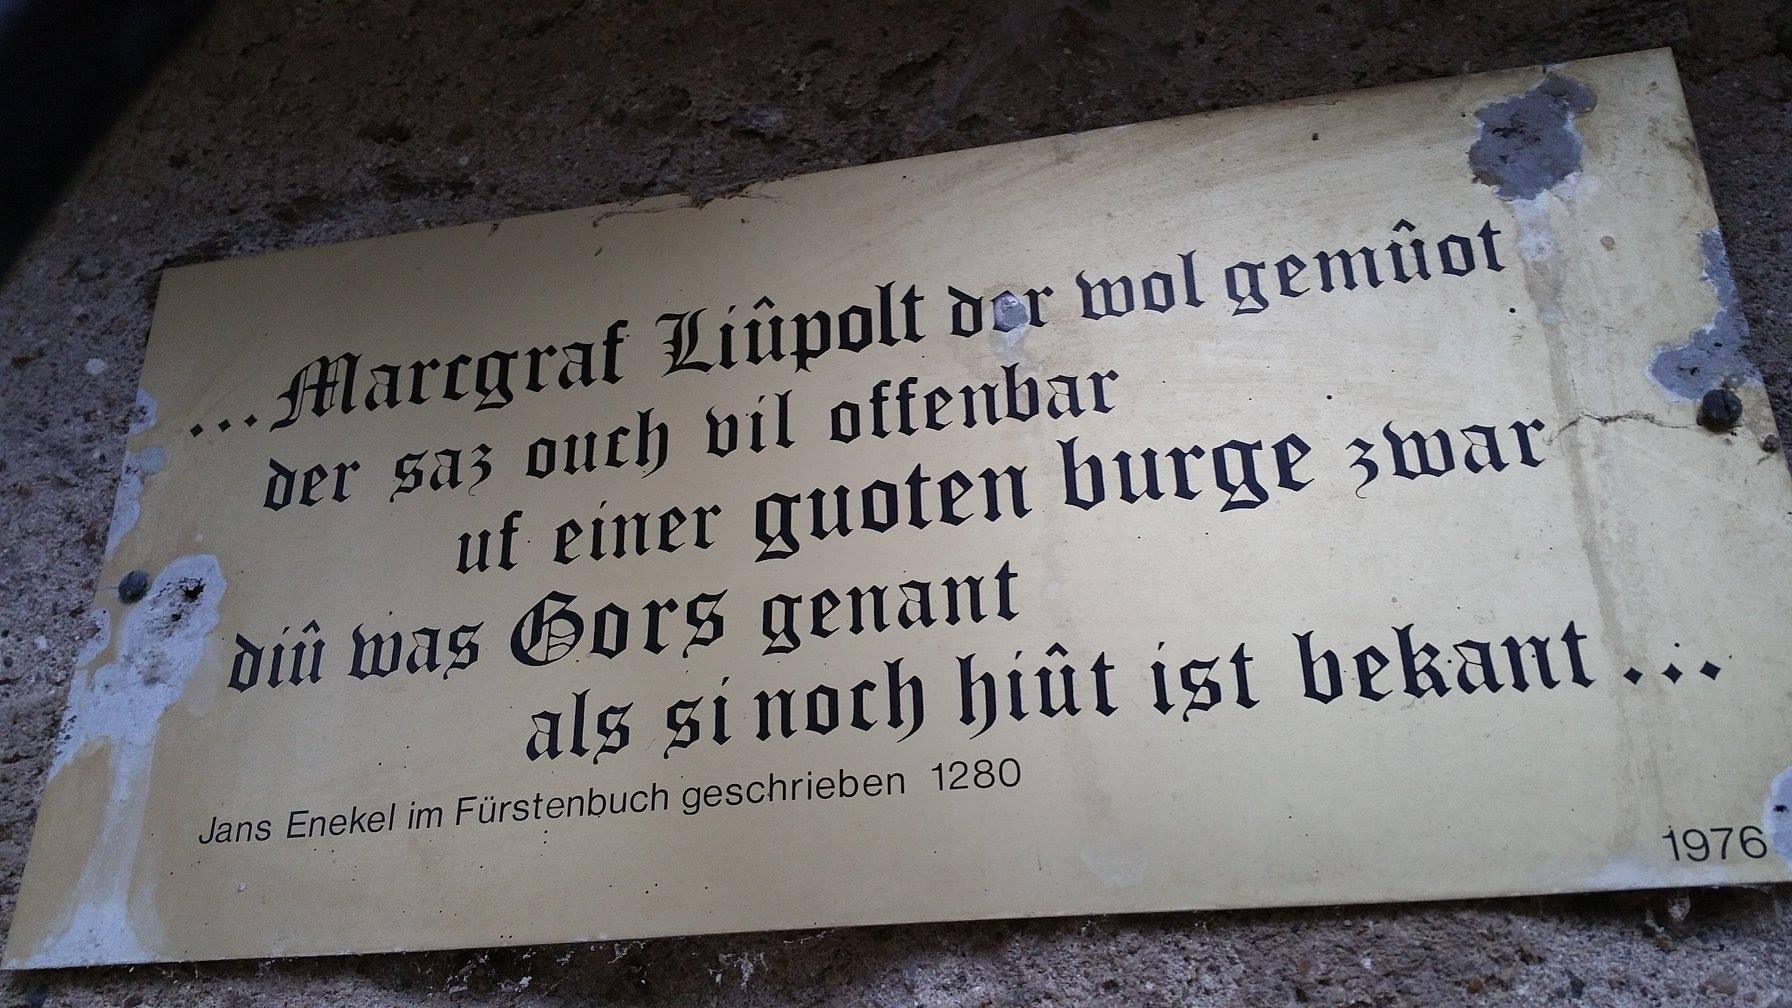 ...Marcgraf Liûpolt der wol gemûot
der saz ouch vil offenbar
uf einer guoten burge zwar
diû was Gors genant
als si noch hiût ist bekant...
Jans Enekel im Fürstenbuch geschrieben 1280
1976